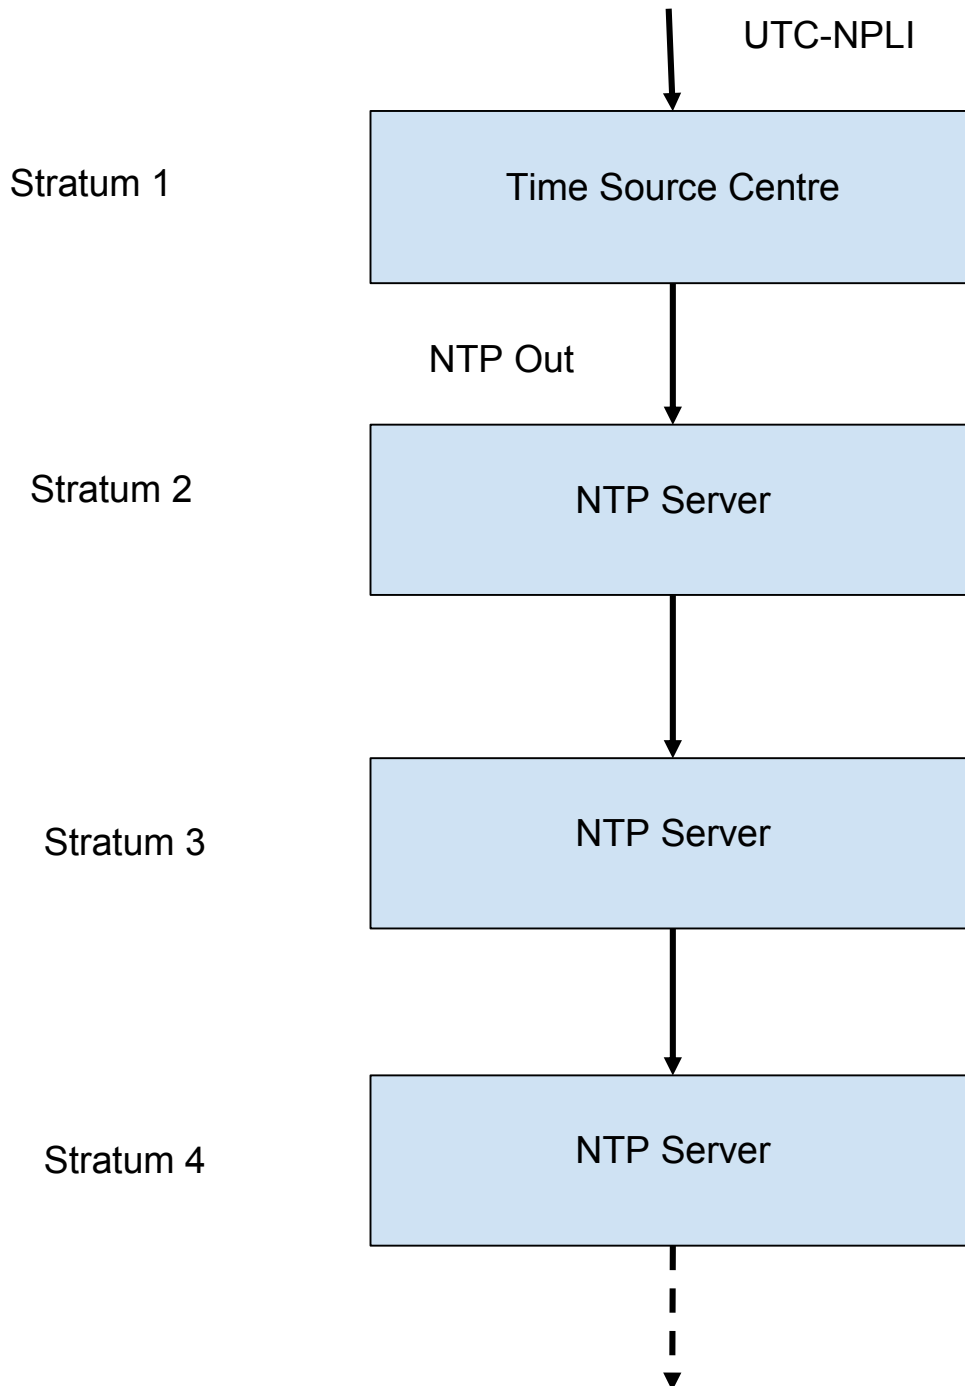 UTC-NPLI
Stratum 1
Time Source Centre
NTP Out
Stratum 2
NTP Server
Stratum 3
NTP Server
Stratum 4
NTP Server